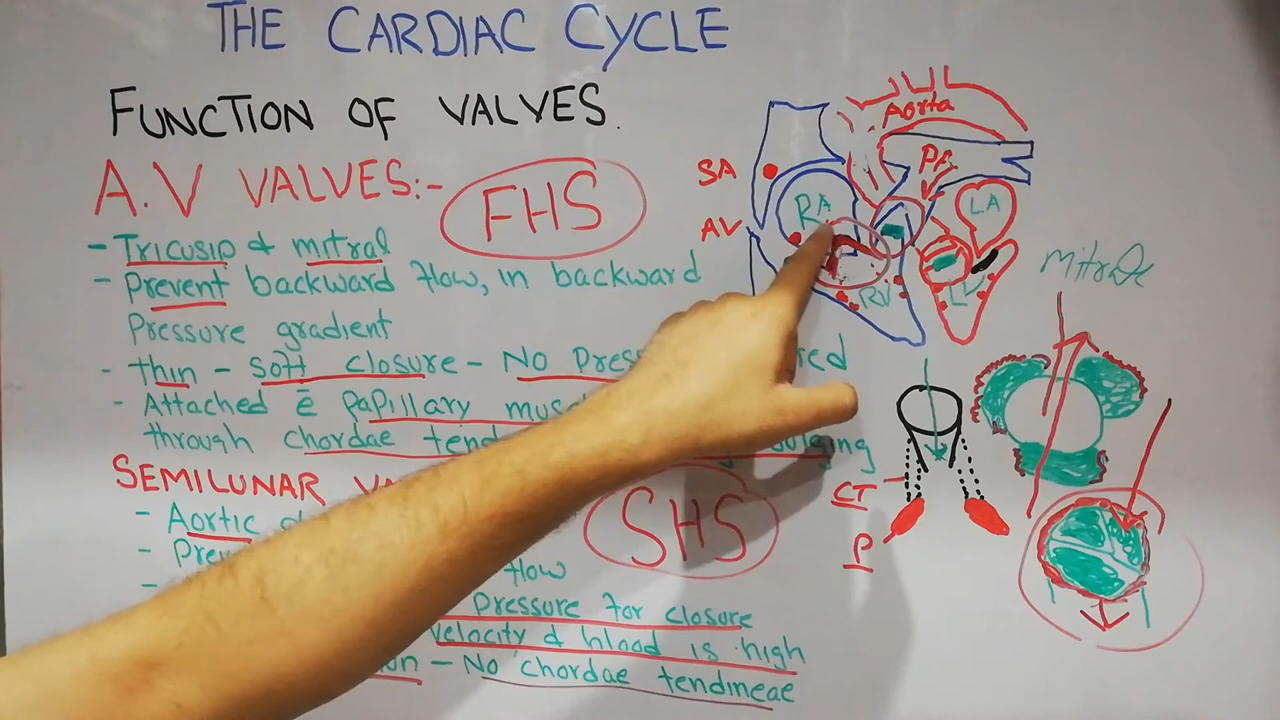 THE CARDIAC CYCLE
FUNCTION OF VALVES.
A.V VALVES:- FHS
- TRICUSIP & mitral
- Prevent backward flow, in backward
Pressure gradient
- thin - soft closure - No Press
- Attached ē papillary mus
through chordae tend
SEMILUNAR VA
- Aortic
- Pre flow
SHS
Pressure for closure
velocity & blood is high
- No chordae tendineae
Aorta
SA
PA
RA
LA
AV
RV
LV
mitral
CT
P